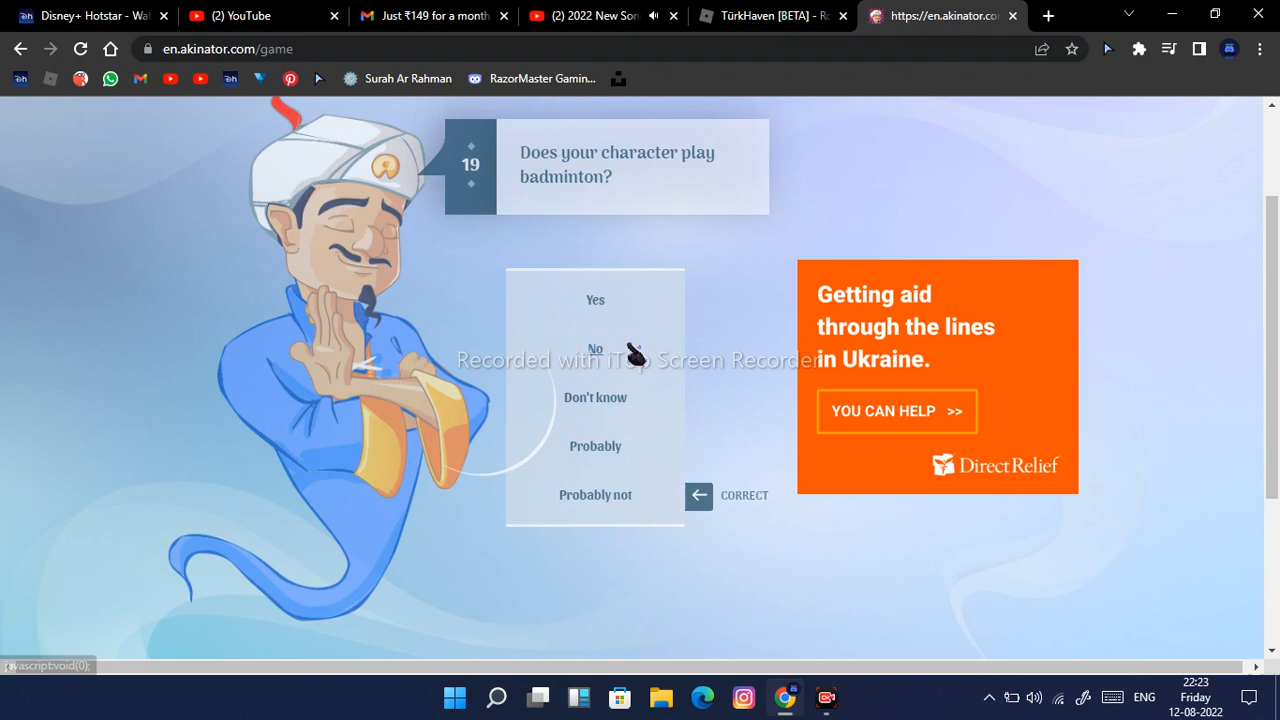 Disney+ Hotstar - Wat
(2) YouTube
Just ₹149 for a month
(2) 2022 New Son
TürkHaven [BETA] - Ro
https://en.akinator.co
en.akinator.com/game
Surah Ar Rahman
RazorMaster Gamin...
19
Does your character play
badminton?
Yes
No
Don't know
Probably
Probably not
CORRECT
Recorded with iTop Screen Recorder
Getting aid
through the lines
in Ukraine.
YOU CAN HELP >>
DirectRelief
javascript:void(0);
ENG
22:23
Friday
12-08-2022